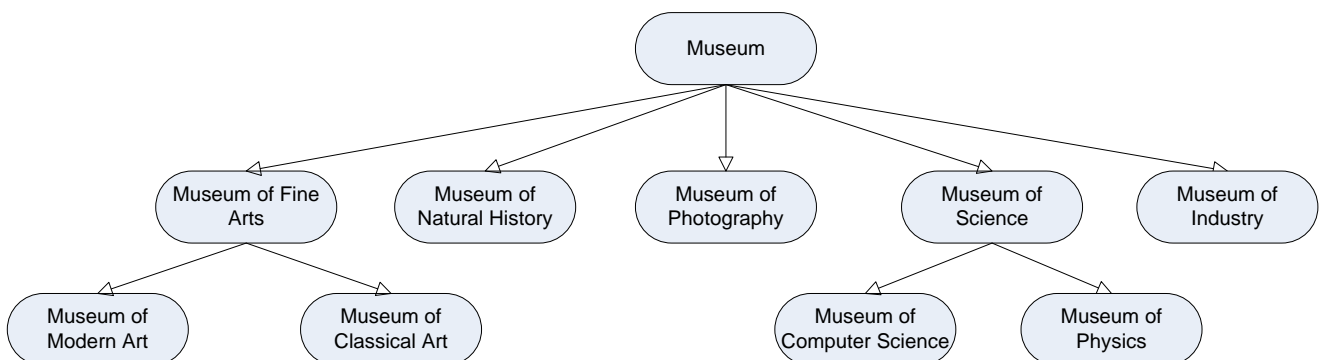 Museum
Museum of Fine
Arts
Museum of
Natural History
Museum of
Photography
Museum of
Science
Museum of
Industry
Museum of
Modern Art
Museum of
Classical Art
Museum of
Computer Science
Museum of
Physics